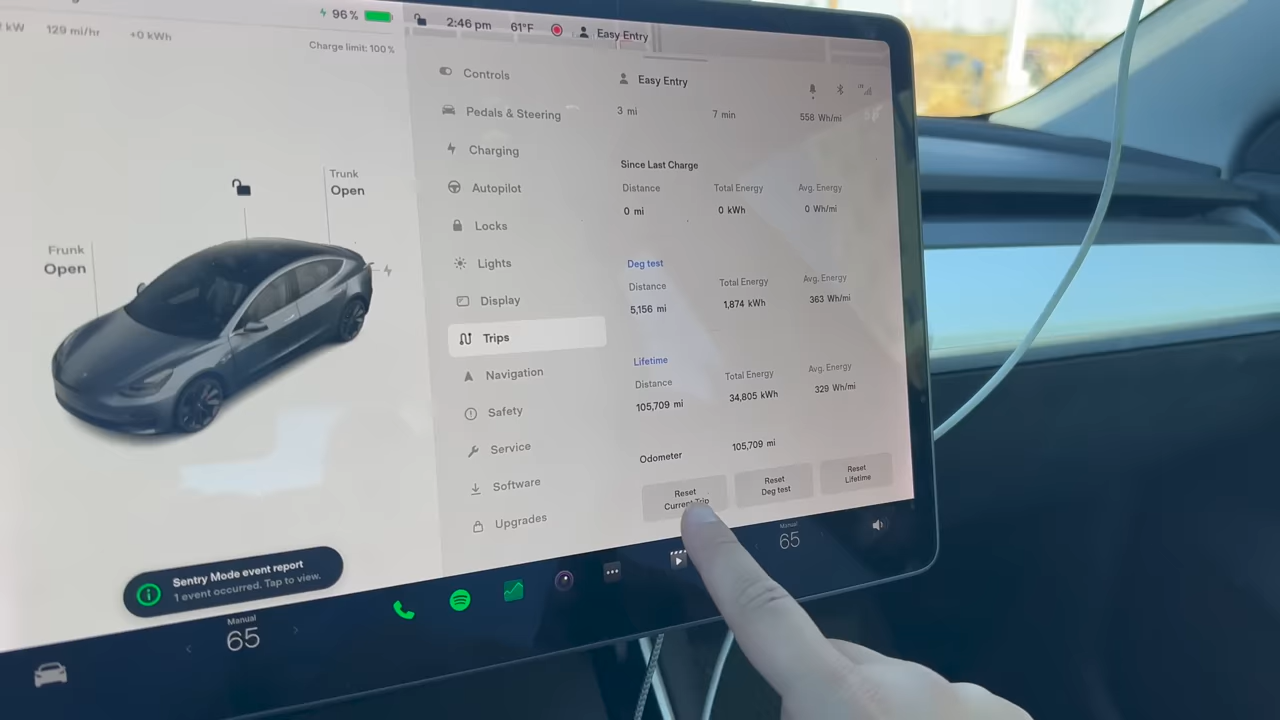 96%
2:46 pm
61°F
Easy Entry
kW
129 mi/hr
+0 kWh
Charge limit: 100%
Trunk
Open
Frunk
Open
Controls
Pedals & Steering
Charging
Autopilot
Locks
Lights
Display
Trips
Navigation
Safety
Service
Software
Upgrades
Easy Entry
LTE
3 mi
7 min
558 Wh/mi
Since Last Charge
Distance
Total Energy
Avg. Energy
0 mi
0 kWh
0 Wh/mi
Deg test
Distance
Total Energy
Avg. Energy
5,156 mi
1,874 kWh
363 Wh/mi
Lifetime
Distance
Total Energy
Avg. Energy
105,709 mi
34,805 kWh
329 Wh/mi
Odometer
105,709 mi
Reset
Current Trip
Reset
Deg test
Reset
Lifetime
Sentry Mode event report
1 event occurred. Tap to view.
Manual
65
Manual
65